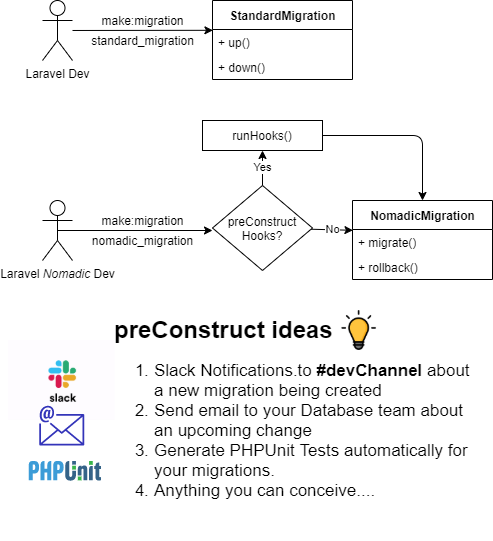 StandardMigration
make:migration
standard_migration
+ up()
+ down()
Laravel Dev
runHooks()
Yes
make:migration
nomadic_migration
preConstruct
Hooks?
No
NomadicMigration
+ migrate()
+ rollback()
Laravel Nomadic Dev
preConstruct ideas
1. Slack Notifications.to #devChannel about
a new migration being created
2. Send email to your Database team about
an upcoming change
3. Generate PHPUnit Tests automatically for
your migrations.
4. Anything you can conceive....
slack
@
PHPUnit